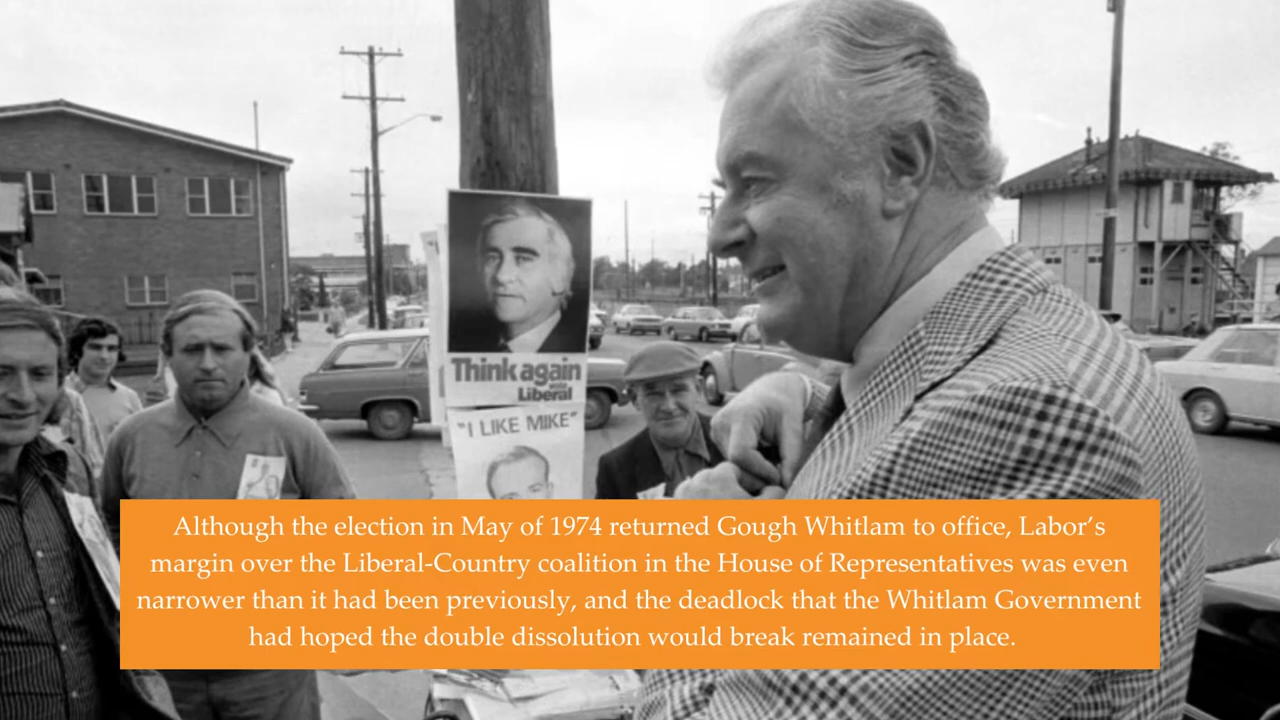 Think again
with
Liberal
"I LIKE MIKE"
Although the election in May of 1974 returned Gough Whitlam to office, Labor’s
margin over the Liberal-Country coalition in the House of Representatives was even
narrower than it had been previously, and the deadlock that the Whitlam Government
had hoped the double dissolution would break remained in place.